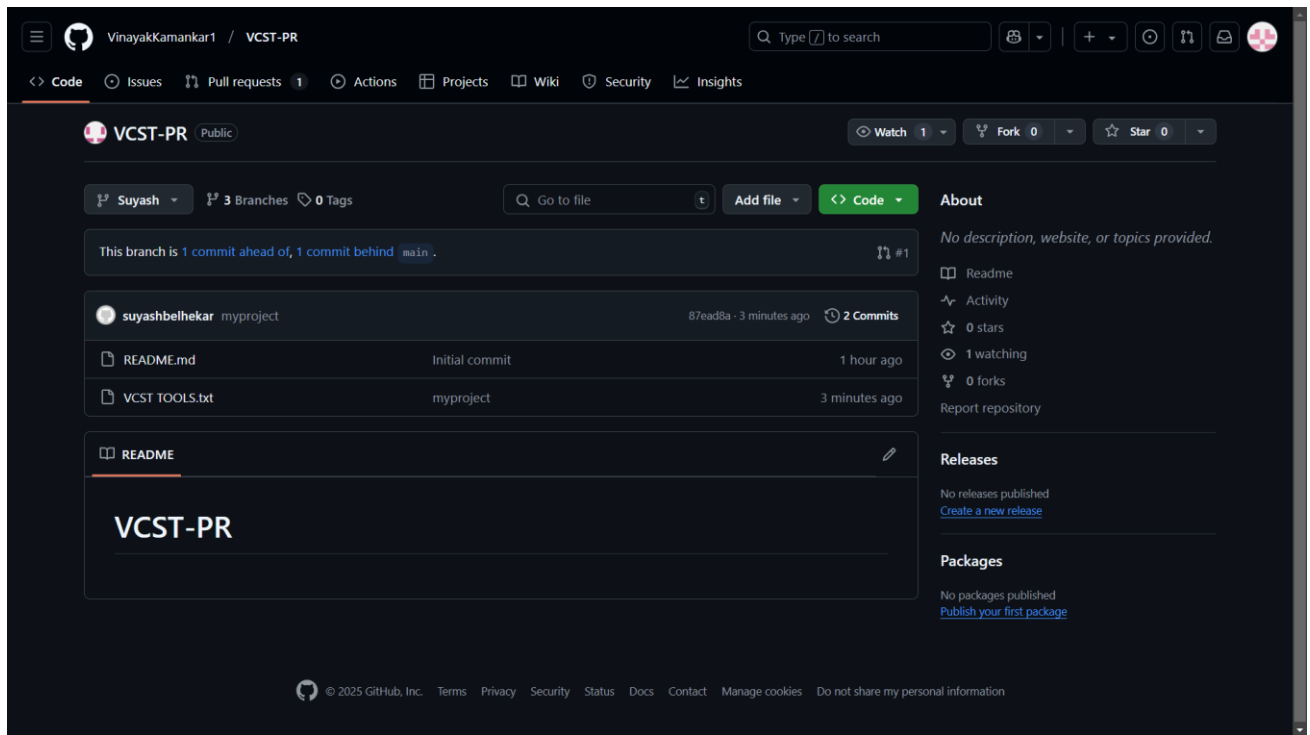 VinayakKamankar1 / VCST-PR
Type / to search
<> Code Issues Pull requests 1 Actions Projects Wiki Security Insights
VCST-PR Public
Watch 1 Fork 0 Star 0
Suyash 3 Branches 0 Tags Go to file t Add file <> Code
This branch is 1 commit ahead of, 1 commit behind main . #1
suyashbelhekar myproject 87ead8a · 3 minutes ago 2 Commits
README.md Initial commit 1 hour ago
VCST TOOLS.txt myproject 3 minutes ago
README
VCST-PR
About
No description, website, or topics provided.
Readme
Activity
0 stars
1 watching
0 forks
Report repository
Releases
No releases published
Create a new release
Packages
No packages published
Publish your first package
© 2025 GitHub, Inc. Terms Privacy Security Status Docs Contact Manage cookies Do not share my personal information